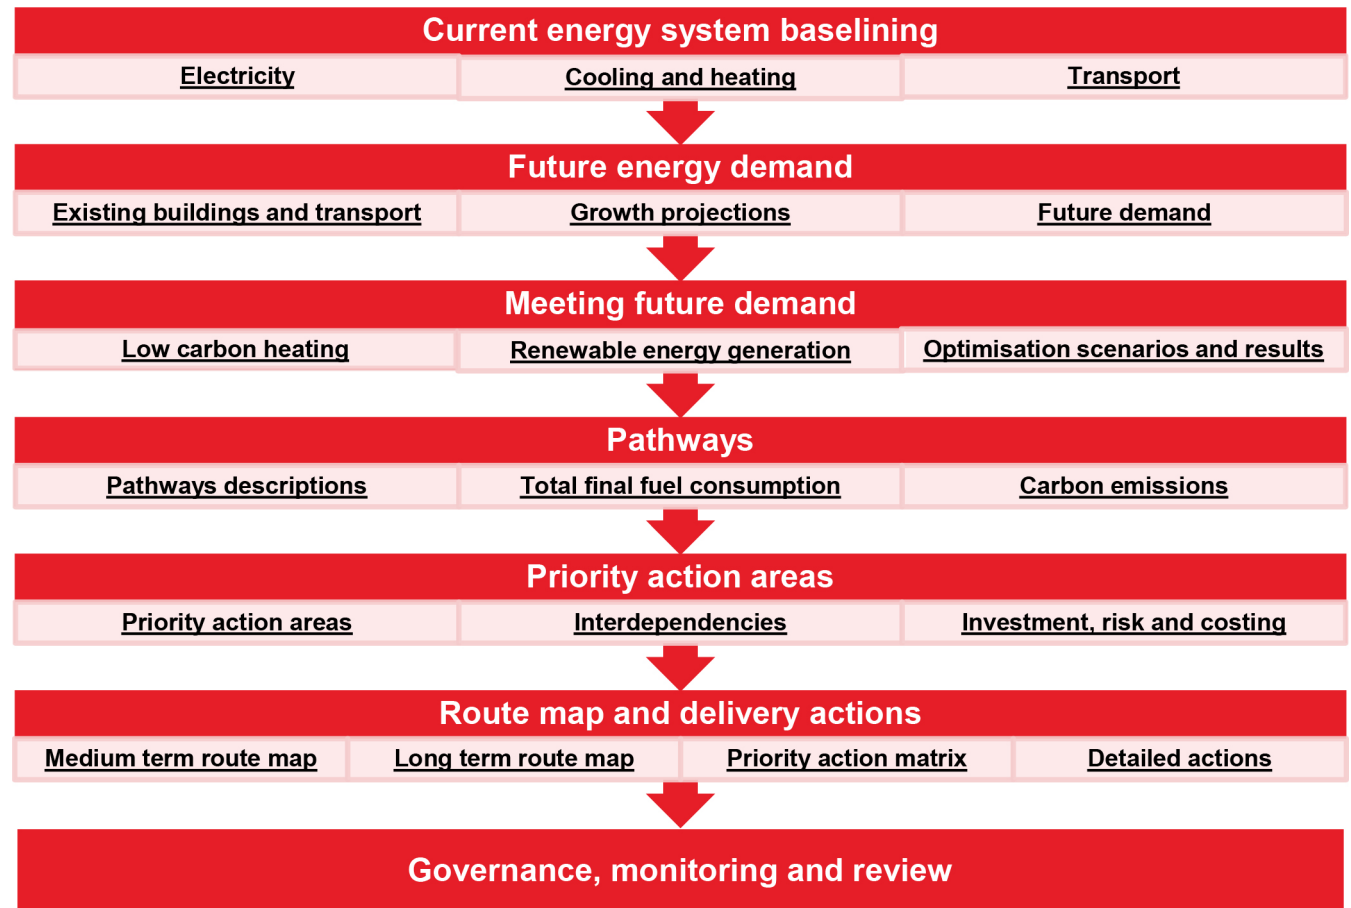 Current energy system baselining
Electricity
Cooling and heating
Transport
Future energy demand
Existing buildings and transport
Growth projections
Future demand
Meeting future demand
Low carbon heating
Renewable energy generation
Optimisation scenarios and results
Pathways
Pathways descriptions
Total final fuel consumption
Carbon emissions
Priority action areas
Priority action areas
Interdependencies
Investment, risk and costing
Route map and delivery actions
Medium term route map
Long term route map
Priority action matrix
Detailed actions
Governance, monitoring and review